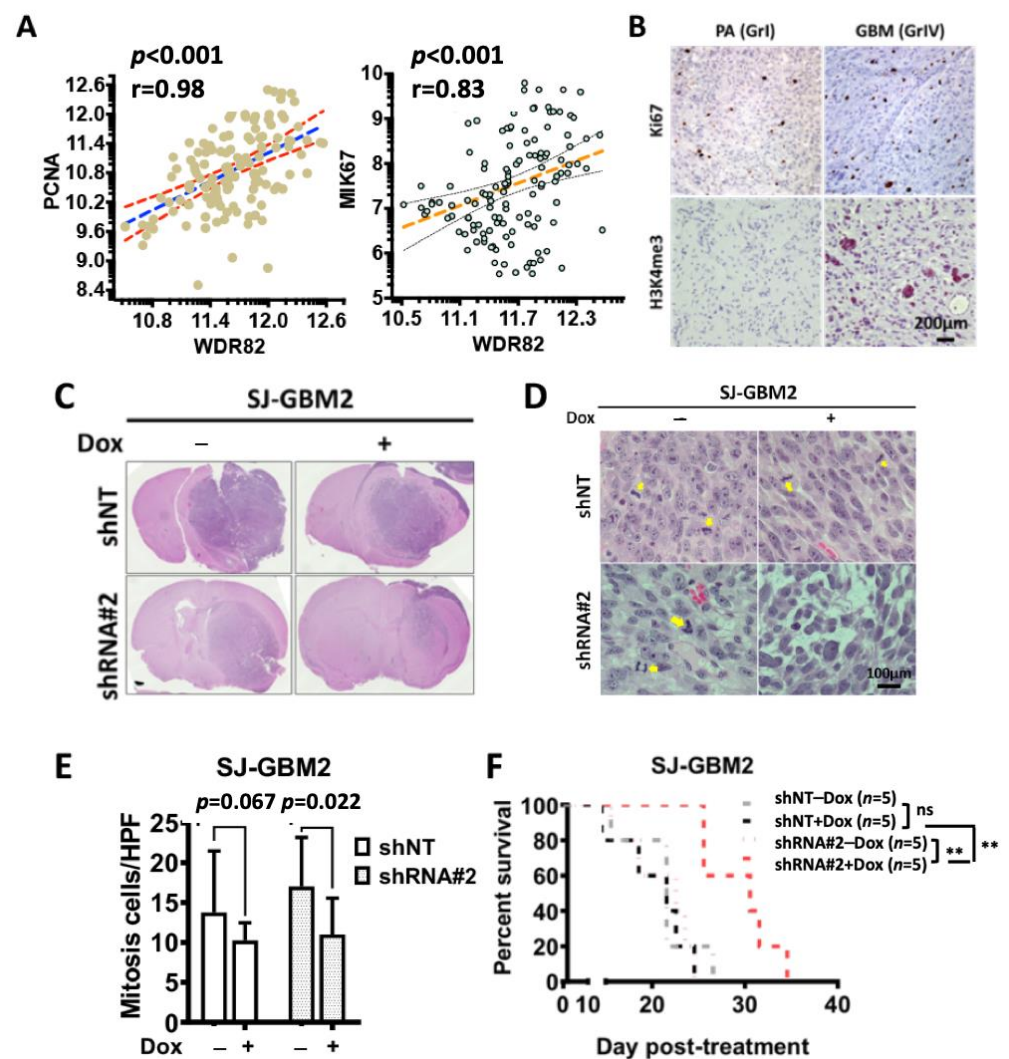 A
p<0.001
r=0.98
PCNA
12.6
12.0
11.4
10.8
10.2
9.6
9.0
8.4
10.8 11.4 12.0 12.6
WDR82
p<0.001
r=0.83
MIK67
10
9
8
7
6
5
10.5 11.1 11.7 12.3
WDR82
B
PA (GrI) GBM (GrIV)
Ki67
H3K4me3
200µm
C
SJ-GBM2
Dox – +
shNT
shRNA#2
D
SJ-GBM2
Dox – +
shNT
shRNA#2
100µm
E
SJ-GBM2
p=0.067 p=0.022
Mitosis cells/HPF
25
20
15
10
5
0
shNT
shRNA#2
Dox – + – +
F
SJ-GBM2
Percent survival
100
80
60
40
20
0
0 10 20 30 40
Day post-treatment
shNT–Dox (n=5)
shNT+Dox (n=5)
shRNA#2–Dox (n=5)
shRNA#2+Dox (n=5)
ns
**
**